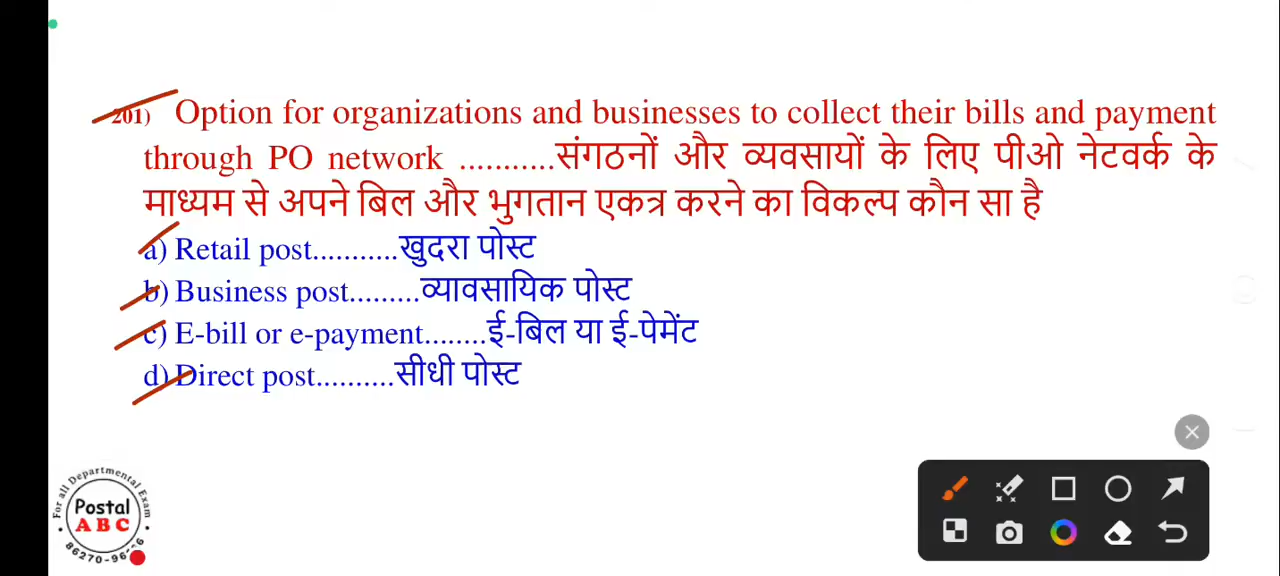 201) Option for organizations and businesses to collect their bills and payment
through PO network ...........संगठनों और व्यवसायों के लिए पीओ नेटवर्क के
माध्यम से अपने बिल और भुगतान एकत्र करने का विकल्प कौन सा है
a) Retail post...........खुदरा पोस्ट
b) Business post.........व्यावसायिक पोस्ट
c) E-bill or e-payment........ई-बिल या ई-पेमेंट
d) Direct post..........सीधी पोस्ट
For all Departmental Exam
Postal
ABC